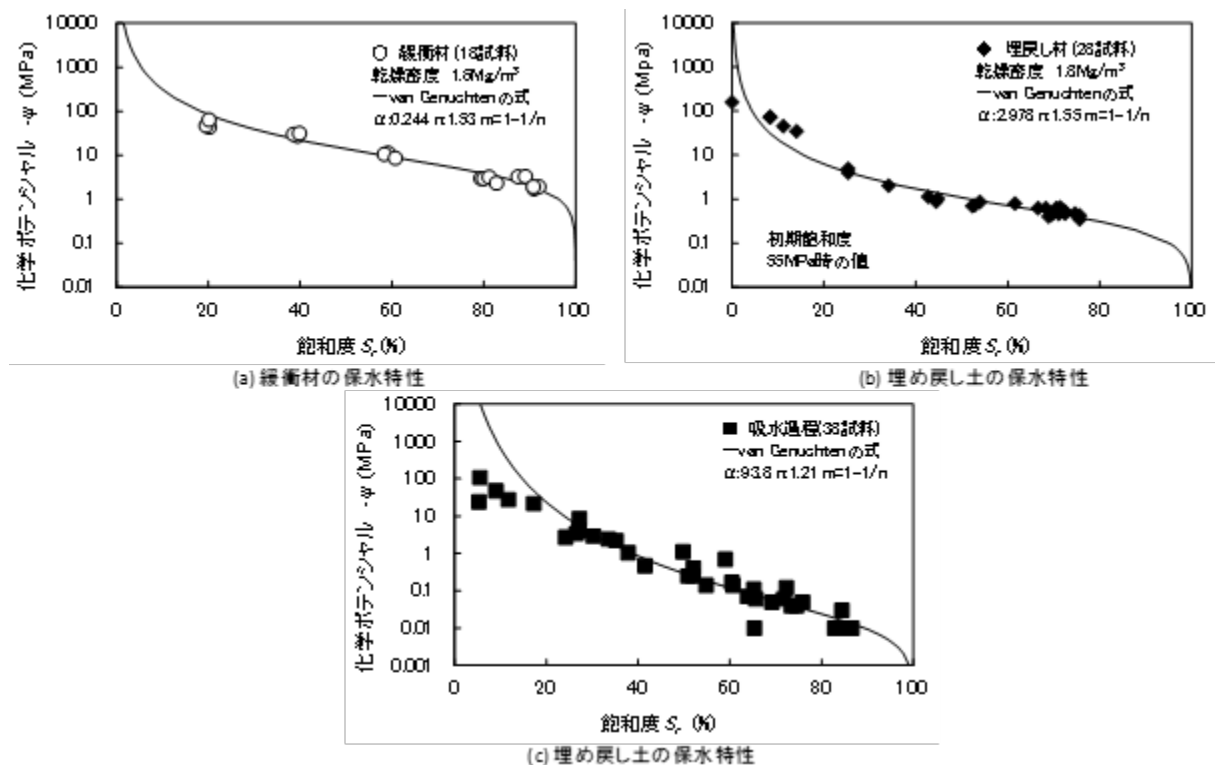 化学ポテンシャル -ψ (MPa)
10000
1000
100
10
1
0.1
0.01
○ 緩衝材 (18試料)
乾燥密度 1.8Mg/m³
—van Genuchtenの式
α:0.244 n:1.53 m=1-1/n
0 20 40 60 80 100
飽和度 Sr (%)
(a) 緩衝材の保水特性
化学ポテンシャル -ψ (Mpa)
10000
1000
100
10
1
0.1
0.01
◆ 埋戻し材 (28試料)
乾燥密度 1.8Mg/m³
—van Genuchtenの式
α:2.978 n:1.55 m=1-1/n
初期飽和度
55MPa時の値
0 20 40 60 80 100
飽和度 Sr (%)
(b) 埋め戻し土の保水特性
化学ポテンシャル -ψ (MPa)
10000
1000
100
10
1
0.1
0.01
0.001
■ 吸水過程(38試料)
—van Genuchtenの式
α:93.8 n:1.21 m=1-1/n
0 20 40 60 80 100
飽和度 Sr (%)
(c) 埋め戻し土の保水特性